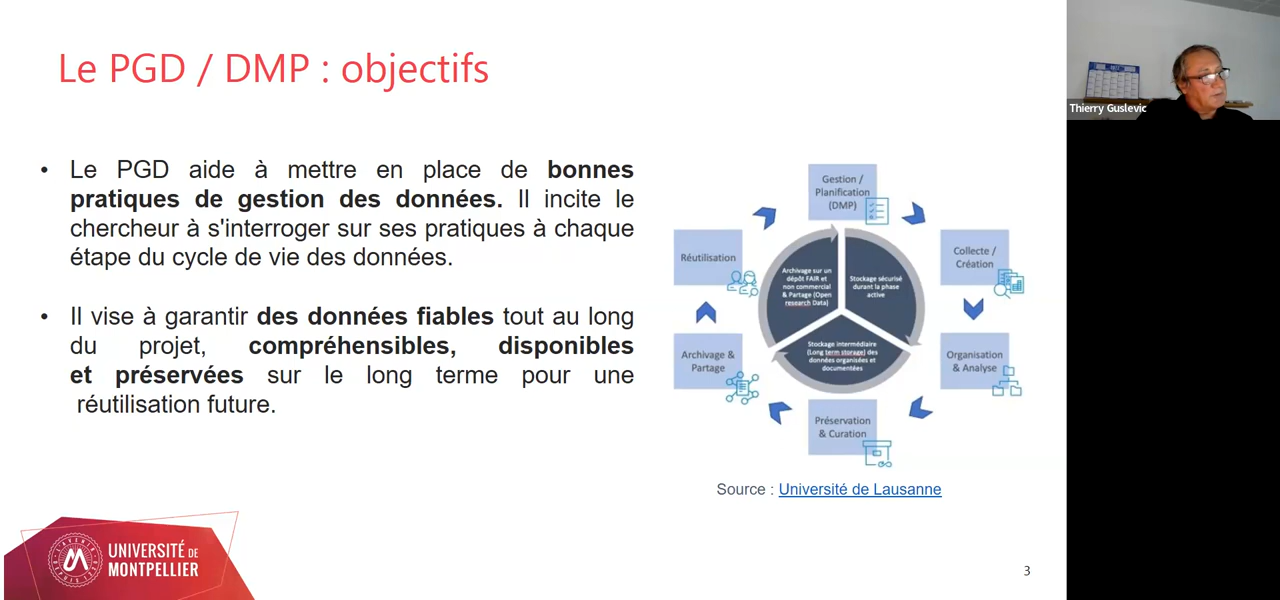 Le PGD / DMP : objectifs
Thierry Guslevic
• Le PGD aide à mettre en place de bonnes
pratiques de gestion des données. Il incite le
chercheur à s'interroger sur ses pratiques à chaque
étape du cycle de vie des données.
• Il vise à garantir des données fiables tout au long
du projet, compréhensibles, disponibles
et préservées sur le long terme pour une
réutilisation future.
Gestion /
Planification
(DMP)
Collecte /
Création
Organisation
& Analyse
Préservation
& Curation
Archivage &
Partage
Réutilisation
Archivage sur un
dépôt FAIR et
non commercial
& Partage (Open
research Data)
Stockage sécurisé
durant la phase
active
Stockage intermédiaire
(Long term storage) des
données organisées et
documentées
Source : Université de Lausanne
UNIVERSITÉ DE
MONTPELLIER
3